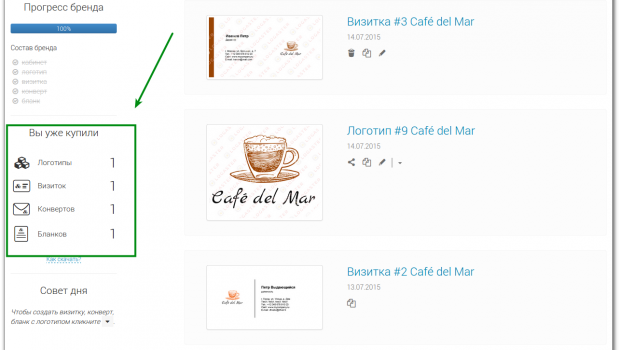 Прогресс бренда
100%
Состав бренда
кабинет
логотип
визитка
конверт
бланк
Вы уже купили
Логотипы 1
Визиток 1
Конвертов 1
Бланков 1
Как скачать?
Совет дня
Чтобы создать визитку, конверт,
бланк с логотипом кликните
Визитка #3 Café del Mar
14.07.2015
Иванов Петр
Логотип #9 Café del Mar
14.07.2015
Café del Mar
Визитка #2 Café del Mar
13.07.2015
Петр Выдающийся